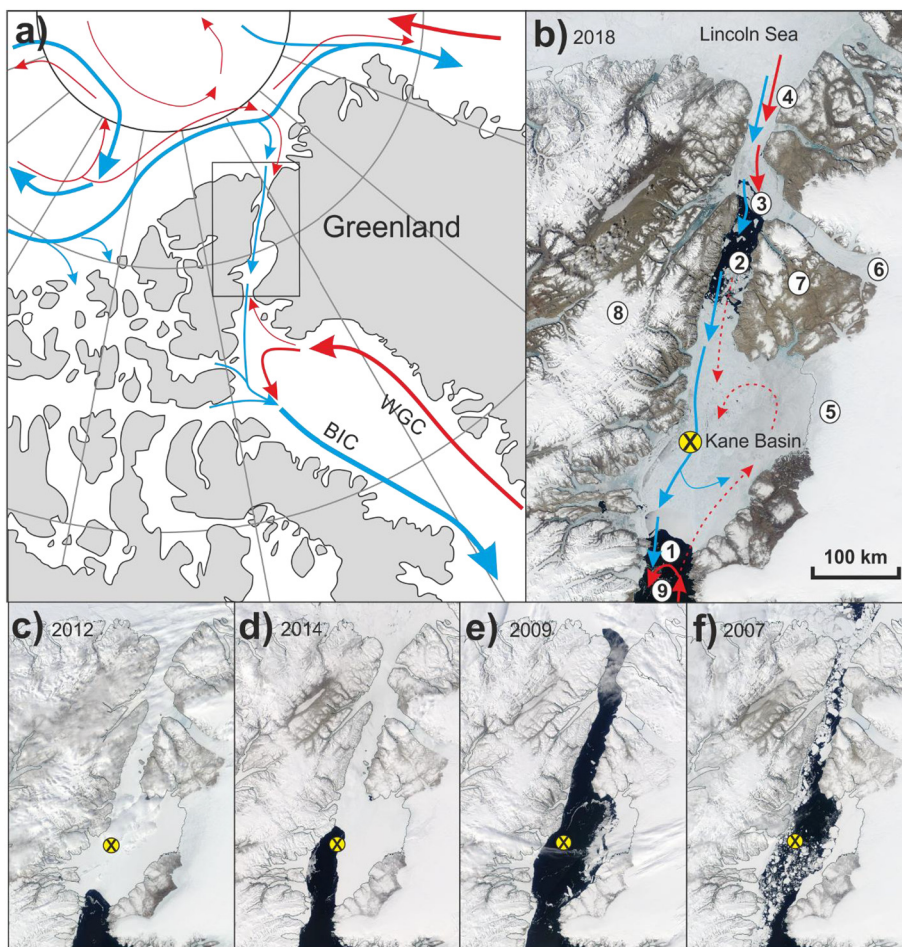 a)
Greenland
WGC
BIC
b) 2018
Lincoln Sea
4
3
2
6
7
8
5
X Kane Basin
1
9
100 km
c) 2012
X
d) 2014
X
e) 2009
X
f) 2007
X